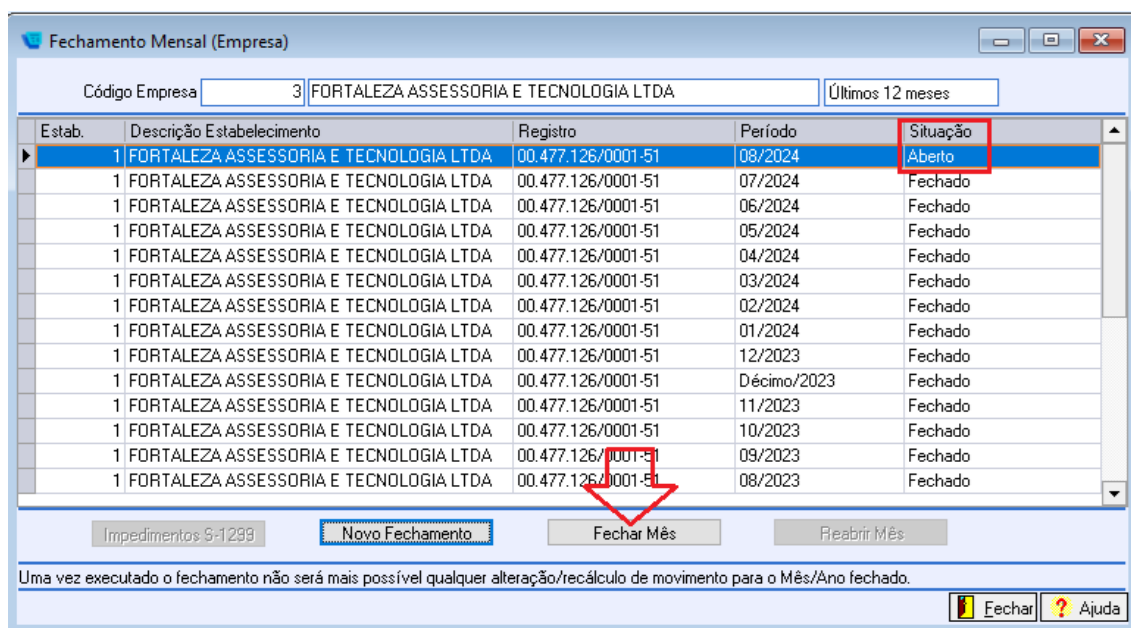 Fechamento Mensal (Empresa)
Código Empresa 3 FORTALEZA ASSESSORIA E TECNOLOGIA LTDA Últimos 12 meses
Estab. Descrição Estabelecimento Registro Período Situação
1 FORTALEZA ASSESSORIA E TECNOLOGIA LTDA 00.477.126/0001-51 08/2024 Aberto
1 FORTALEZA ASSESSORIA E TECNOLOGIA LTDA 00.477.126/0001-51 07/2024 Fechado
1 FORTALEZA ASSESSORIA E TECNOLOGIA LTDA 00.477.126/0001-51 06/2024 Fechado
1 FORTALEZA ASSESSORIA E TECNOLOGIA LTDA 00.477.126/0001-51 05/2024 Fechado
1 FORTALEZA ASSESSORIA E TECNOLOGIA LTDA 00.477.126/0001-51 04/2024 Fechado
1 FORTALEZA ASSESSORIA E TECNOLOGIA LTDA 00.477.126/0001-51 03/2024 Fechado
1 FORTALEZA ASSESSORIA E TECNOLOGIA LTDA 00.477.126/0001-51 02/2024 Fechado
1 FORTALEZA ASSESSORIA E TECNOLOGIA LTDA 00.477.126/0001-51 01/2024 Fechado
1 FORTALEZA ASSESSORIA E TECNOLOGIA LTDA 00.477.126/0001-51 12/2023 Fechado
1 FORTALEZA ASSESSORIA E TECNOLOGIA LTDA 00.477.126/0001-51 Décimo/2023 Fechado
1 FORTALEZA ASSESSORIA E TECNOLOGIA LTDA 00.477.126/0001-51 11/2023 Fechado
1 FORTALEZA ASSESSORIA E TECNOLOGIA LTDA 00.477.126/0001-51 10/2023 Fechado
1 FORTALEZA ASSESSORIA E TECNOLOGIA LTDA 00.477.126/0001-51 09/2023 Fechado
1 FORTALEZA ASSESSORIA E TECNOLOGIA LTDA 00.477.126/0001-51 08/2023 Fechado
Impedimentos S-1299 Novo Fechamento Fechar Mês Reabrir Mês
Uma vez executado o fechamento não será mais possível qualquer alteração/recálculo de movimento para o Mês/Ano fechado.
Fechar ? Ajuda